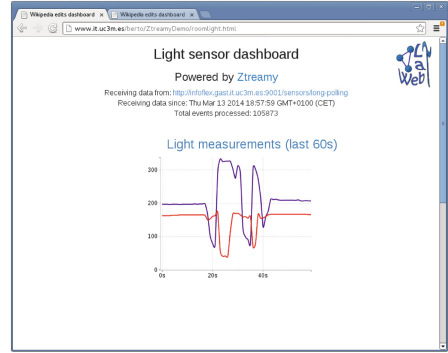 Wikipedia edits dashboard × Wikipedia edits dashboard ×
www.it.uc3m.es/berto/ZtreamyDemo/roomlight.html
Light sensor dashboard
Powered by Ztreamy
Web
Receiving data from: http://infoflex.gast.it.uc3m.es:9001/sensors/long-polling
Receiving data since: Thu Mar 13 2014 18:57:59 GMT+0100 (CET)
Total events processed: 105873
Light measurements (last 60s)
300
200
100
0
0s 20s 40s